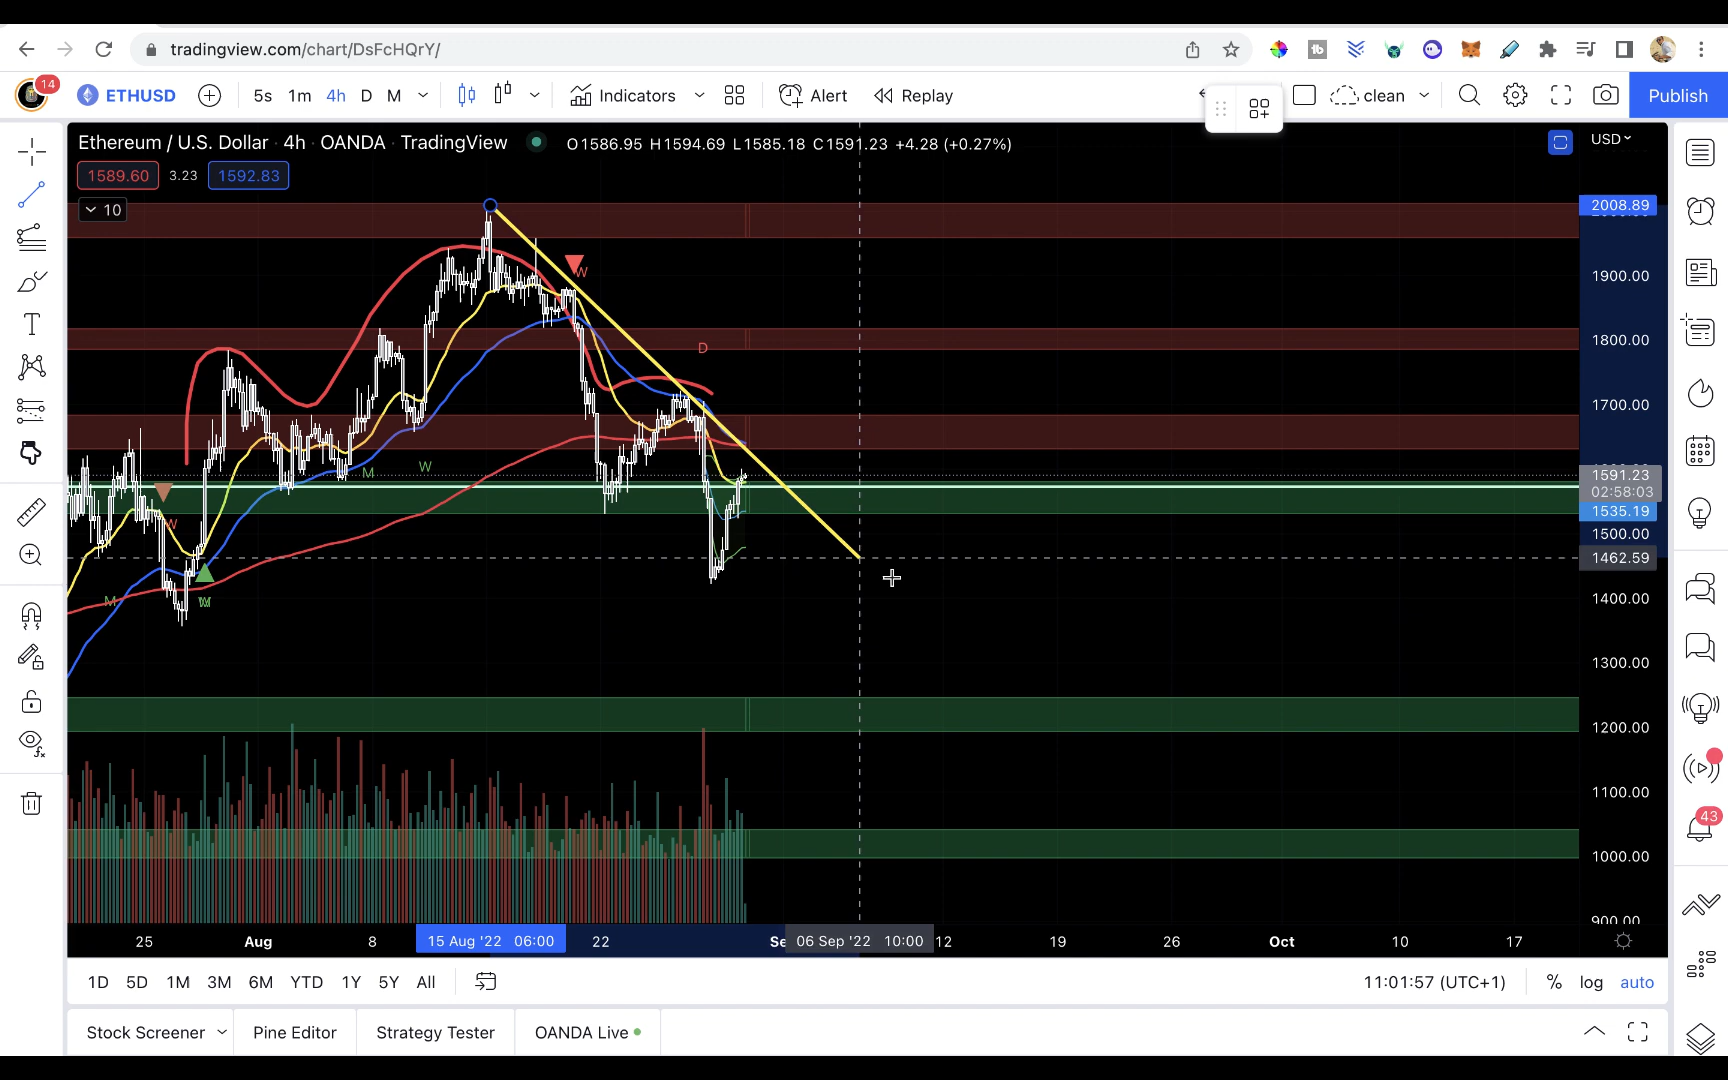 tradingview.com/chart/DsFcHQrY/
14
ETHUSD 5s 1m 4h D M Indicators Alert Replay clean Publish
Ethereum / U.S. Dollar · 4h · OANDA · TradingView O1586.95 H1594.69 L1585.18 C1591.23 +4.28 (+0.27%) USD
1589.60 3.23 1592.83
10
2008.89
W
1900.00
D
1800.00
1700.00
M W
1591.23
02:58:03
W
1535.19
1500.00
1462.59
M W
1400.00
1300.00
1200.00
1100.00
43
1000.00
900.00
25 Aug 8 15 Aug '22 06:00 22 Se 06 Sep '22 10:00 12 19 26 Oct 10 17
1D 5D 1M 3M 6M YTD 1Y 5Y All 11:01:57 (UTC+1) % log auto
Stock Screener Pine Editor Strategy Tester OANDA Live